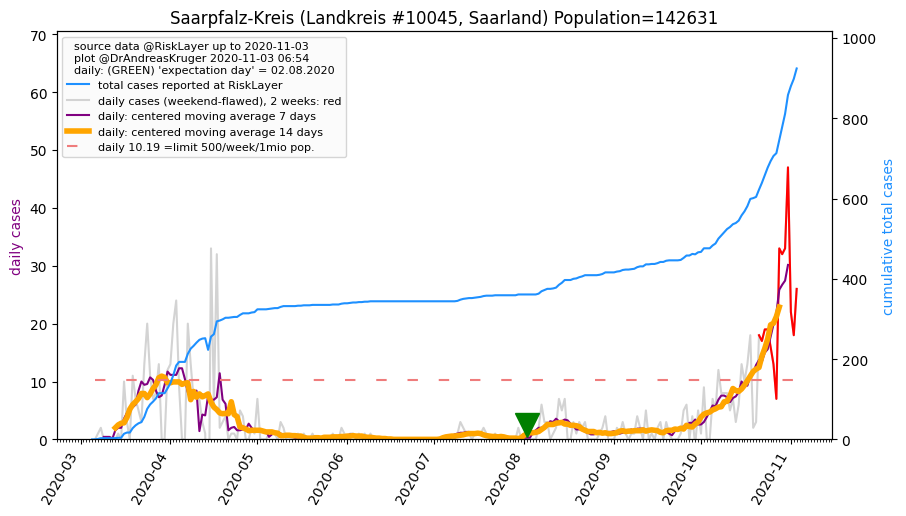 Saarpfalz-Kreis (Landkreis #10045, Saarland) Population=142631
source data @RiskLayer up to 2020-11-03
plot @DrAndreasKruger 2020-11-03 06:54
daily: (GREEN) 'expectation day' = 02.08.2020
total cases reported at RiskLayer
daily cases (weekend-flawed), 2 weeks: red
daily: centered moving average 7 days
daily: centered moving average 14 days
daily 10.19 =limit 500/week/1mio pop.
daily cases
70
60
50
40
30
20
10
0
1000
800
600
400
200
0
cumulative total cases
2020-03
2020-04
2020-05
2020-06
2020-07
2020-08
2020-09
2020-10
2020-11